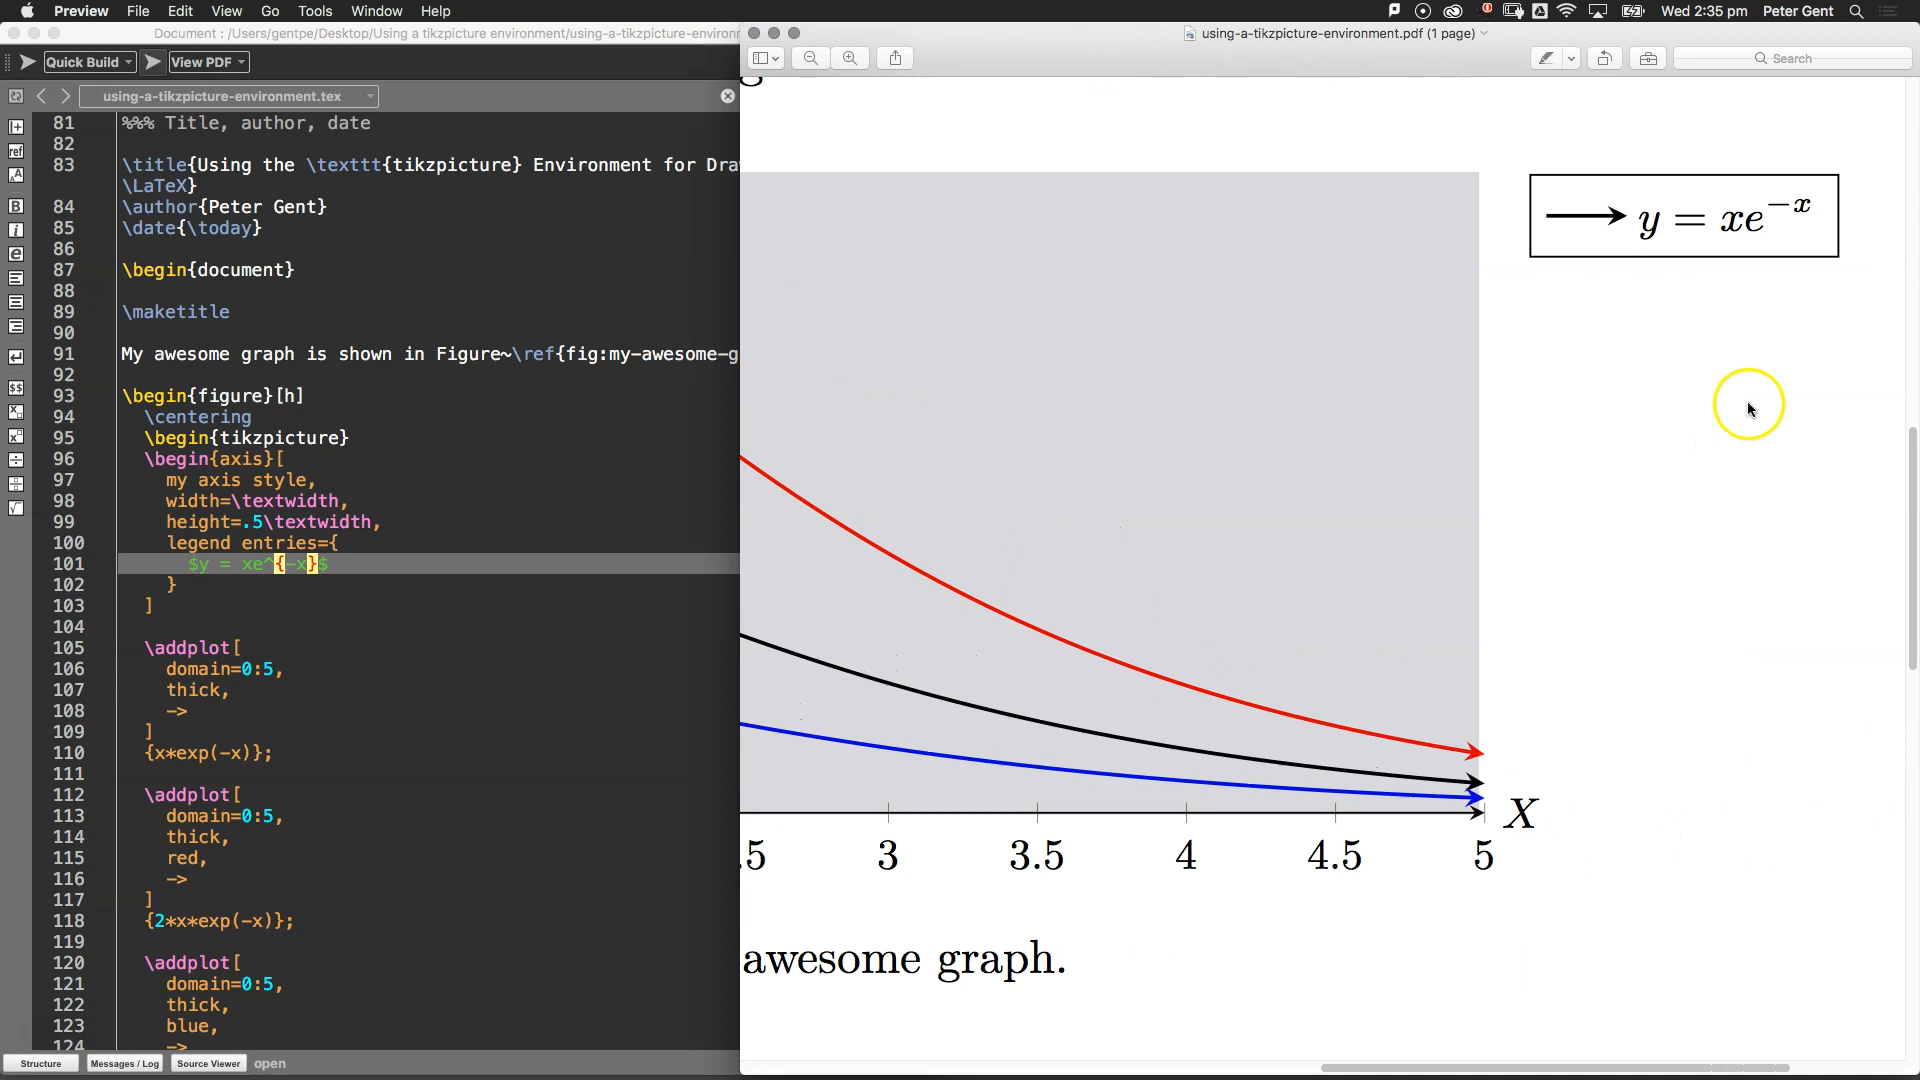 Preview File Edit View Go Tools Window Help
Wed 2:35 pm Peter Gent
Document : /Users/gentpe/Desktop/Using a tikzpicture environment/using-a-tikzpicture-environm
Quick Build
View PDF
using-a-tikzpicture-environment.tex
81 %%% Title, author, date
82
83 \title{Using the \texttt{tikzpicture} Environment for Dra
\LaTeX}
84 \author{Peter Gent}
85 \date{\today}
86
87 \begin{document}
88
89 \maketitle
90
91 My awesome graph is shown in Figure~\ref{fig:my-awesome-g
92
93 \begin{figure}[h]
94 \centering
95 \begin{tikzpicture}
96 \begin{axis}[
97 my axis style,
98 width=\textwidth,
99 height=.5\textwidth,
100 legend entries={
101 $y = xe^{-x}$
102 }
103 ]
104
105 \addplot[
106 domain=0:5,
107 thick,
108 ->
109 ]
110 {x*exp(-x)};
111
112 \addplot[
113 domain=0:5,
114 thick,
115 red,
116 ->
117 ]
118 {2*x*exp(-x)};
119
120 \addplot[
121 domain=0:5,
122 thick,
123 blue,
124 ->
Structure Messages / Log Source Viewer open
using-a-tikzpicture-environment.pdf (1 page)
Search
y = xe^{-x}
X
.5 3 3.5 4 4.5 5
awesome graph.